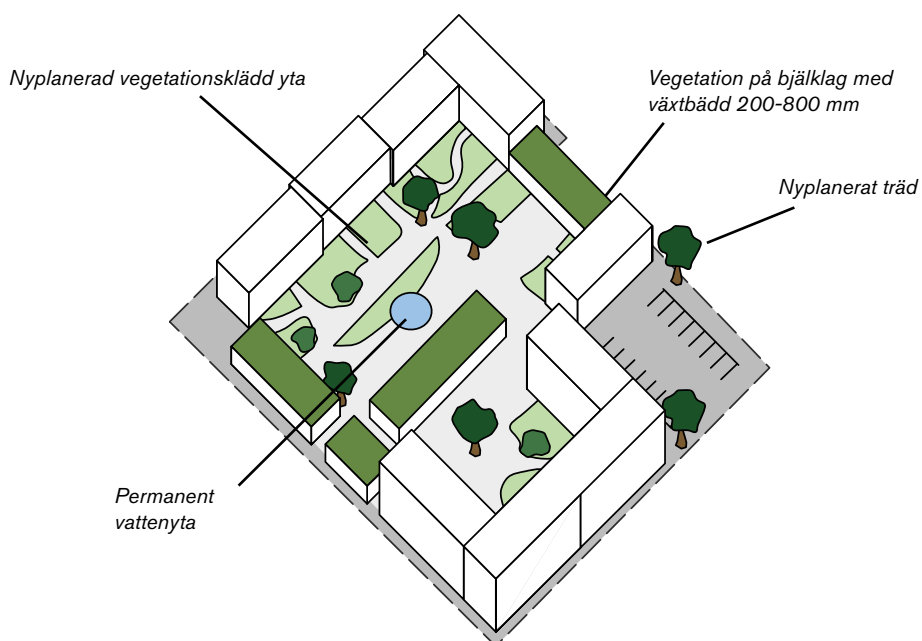 Nyplanerad vegetationsklädd yta
Vegetation på bjälklag med
växtbädd 200-800 mm
Nyplanerat träd
Permanent
vattenyta